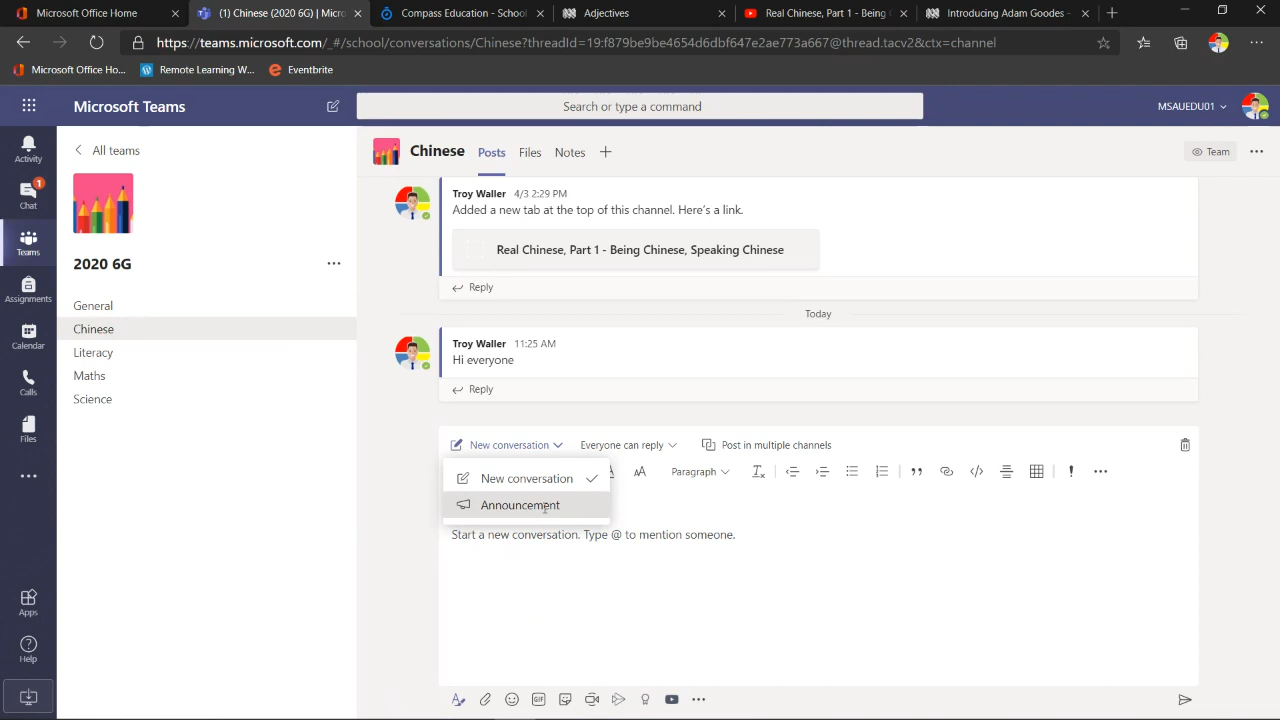 Microsoft Office Home
(1) Chinese (2020 6G) | Micros
Compass Education - School
Adjectives
Real Chinese, Part 1 - Being
Introducing Adam Goodes -
https://teams.microsoft.com/_#/school/conversations/Chinese?threadId=19:f879be9be4654d6dbf647e2ae773a667@thread.tacv2&ctx=channel
Microsoft Office Ho...
Remote Learning W...
Eventbrite
Microsoft Teams
Search or type a command
MSAUEDU01
Activity
Chat
1
Teams
Assignments
Calendar
Calls
Files
Apps
Help
All teams
2020 6G
General
Chinese
Literacy
Maths
Science
Chinese
Posts
Files
Notes
Team
Troy Waller 4/3 2:29 PM
Added a new tab at the top of this channel. Here's a link.
Real Chinese, Part 1 - Being Chinese, Speaking Chinese
Reply
Today
Troy Waller 11:25 AM
Hi everyone
Reply
New conversation
Everyone can reply
Post in multiple channels
New conversation
Paragraph
Announcement
Start a new conversation. Type @ to mention someone.
GIF